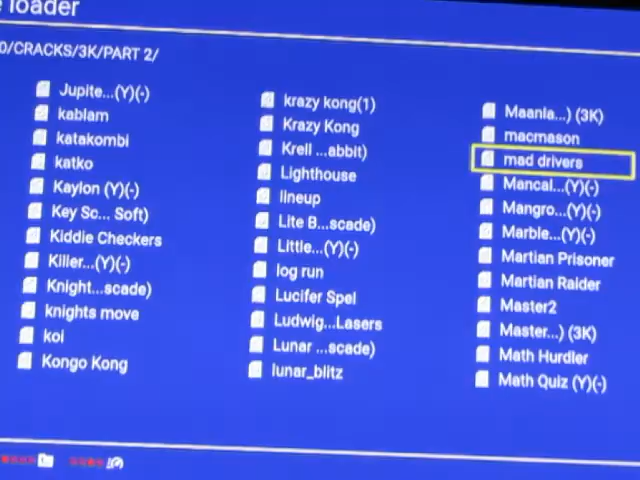 loader
0/CRACKS/3K/PART 2/
Jupite...(Y)(-)
kablam
katakombi
katko
Kaylon (Y)(-)
Key Sc... Soft)
Kiddie Checkers
Killer...(Y)(-)
Knight...scade)
knights move
koi
Kongo Kong
krazy kong(1)
Krazy Kong
Krell ...abbit)
Lighthouse
lineup
Lite B...scade)
Little...(Y)(-)
log run
Lucifer Spel
Ludwig...Lasers
Lunar ...scade)
lunar_blitz
Maania...) (3K)
macmason
mad drivers
Mancal...(Y)(-)
Mangro...(Y)(-)
Marble...(Y)(-)
Martian Prisoner
Martian Raider
Master2
Master...) (3K)
Math Hurdler
Math Quiz (Y)(-)